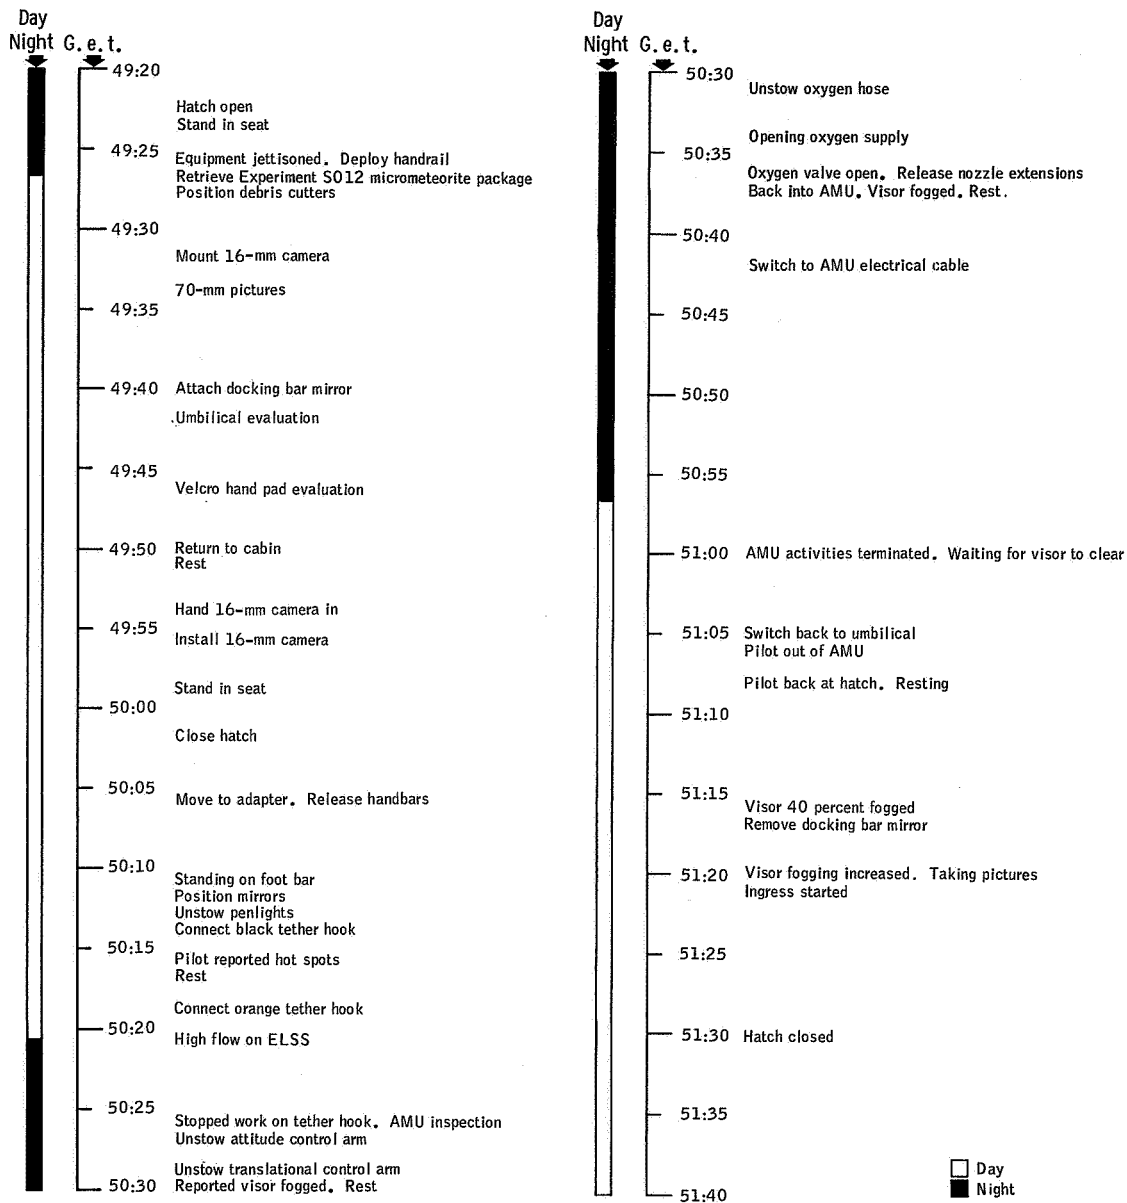 Day
Night G.e.t.
49:20
Hatch open
Stand in seat
49:25
Equipment jettisoned. Deploy handrail
Retrieve Experiment S012 micrometeorite package
Position debris cutters
49:30
Mount 16-mm camera
70-mm pictures
49:35
49:40 Attach docking bar mirror
Umbilical evaluation
49:45
Velcro hand pad evaluation
49:50 Return to cabin
Rest
Hand 16-mm camera in
49:55
Install 16-mm camera
Stand in seat
50:00
Close hatch
50:05
Move to adapter. Release handbars
50:10
Standing on foot bar
Position mirrors
Unstow penlights
Connect black tether hook
50:15
Pilot reported hot spots
Rest
Connect orange tether hook
50:20
High flow on ELSS
50:25
Stopped work on tether hook. AMU inspection
Unstow attitude control arm
Unstow translational control arm
50:30 Reported visor fogged. Rest
Day
Night G.e.t.
50:30
Unstow oxygen hose
Opening oxygen supply
50:35
Oxygen valve open. Release nozzle extensions
Back into AMU. Visor fogged. Rest.
50:40
Switch to AMU electrical cable
50:45
50:50
50:55
51:00 AMU activities terminated. Waiting for visor to clear
51:05 Switch back to umbilical
Pilot out of AMU
Pilot back at hatch. Resting
51:10
51:15
Visor 40 percent fogged
Remove docking bar mirror
51:20 Visor fogging increased. Taking pictures
Ingress started
51:25
51:30 Hatch closed
51:35
51:40
Day
Night